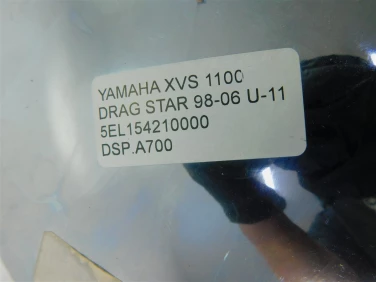 YAMAHA XVS 1100
DRAG STAR 98-06 U-11
5EL154210000
DSP.A700